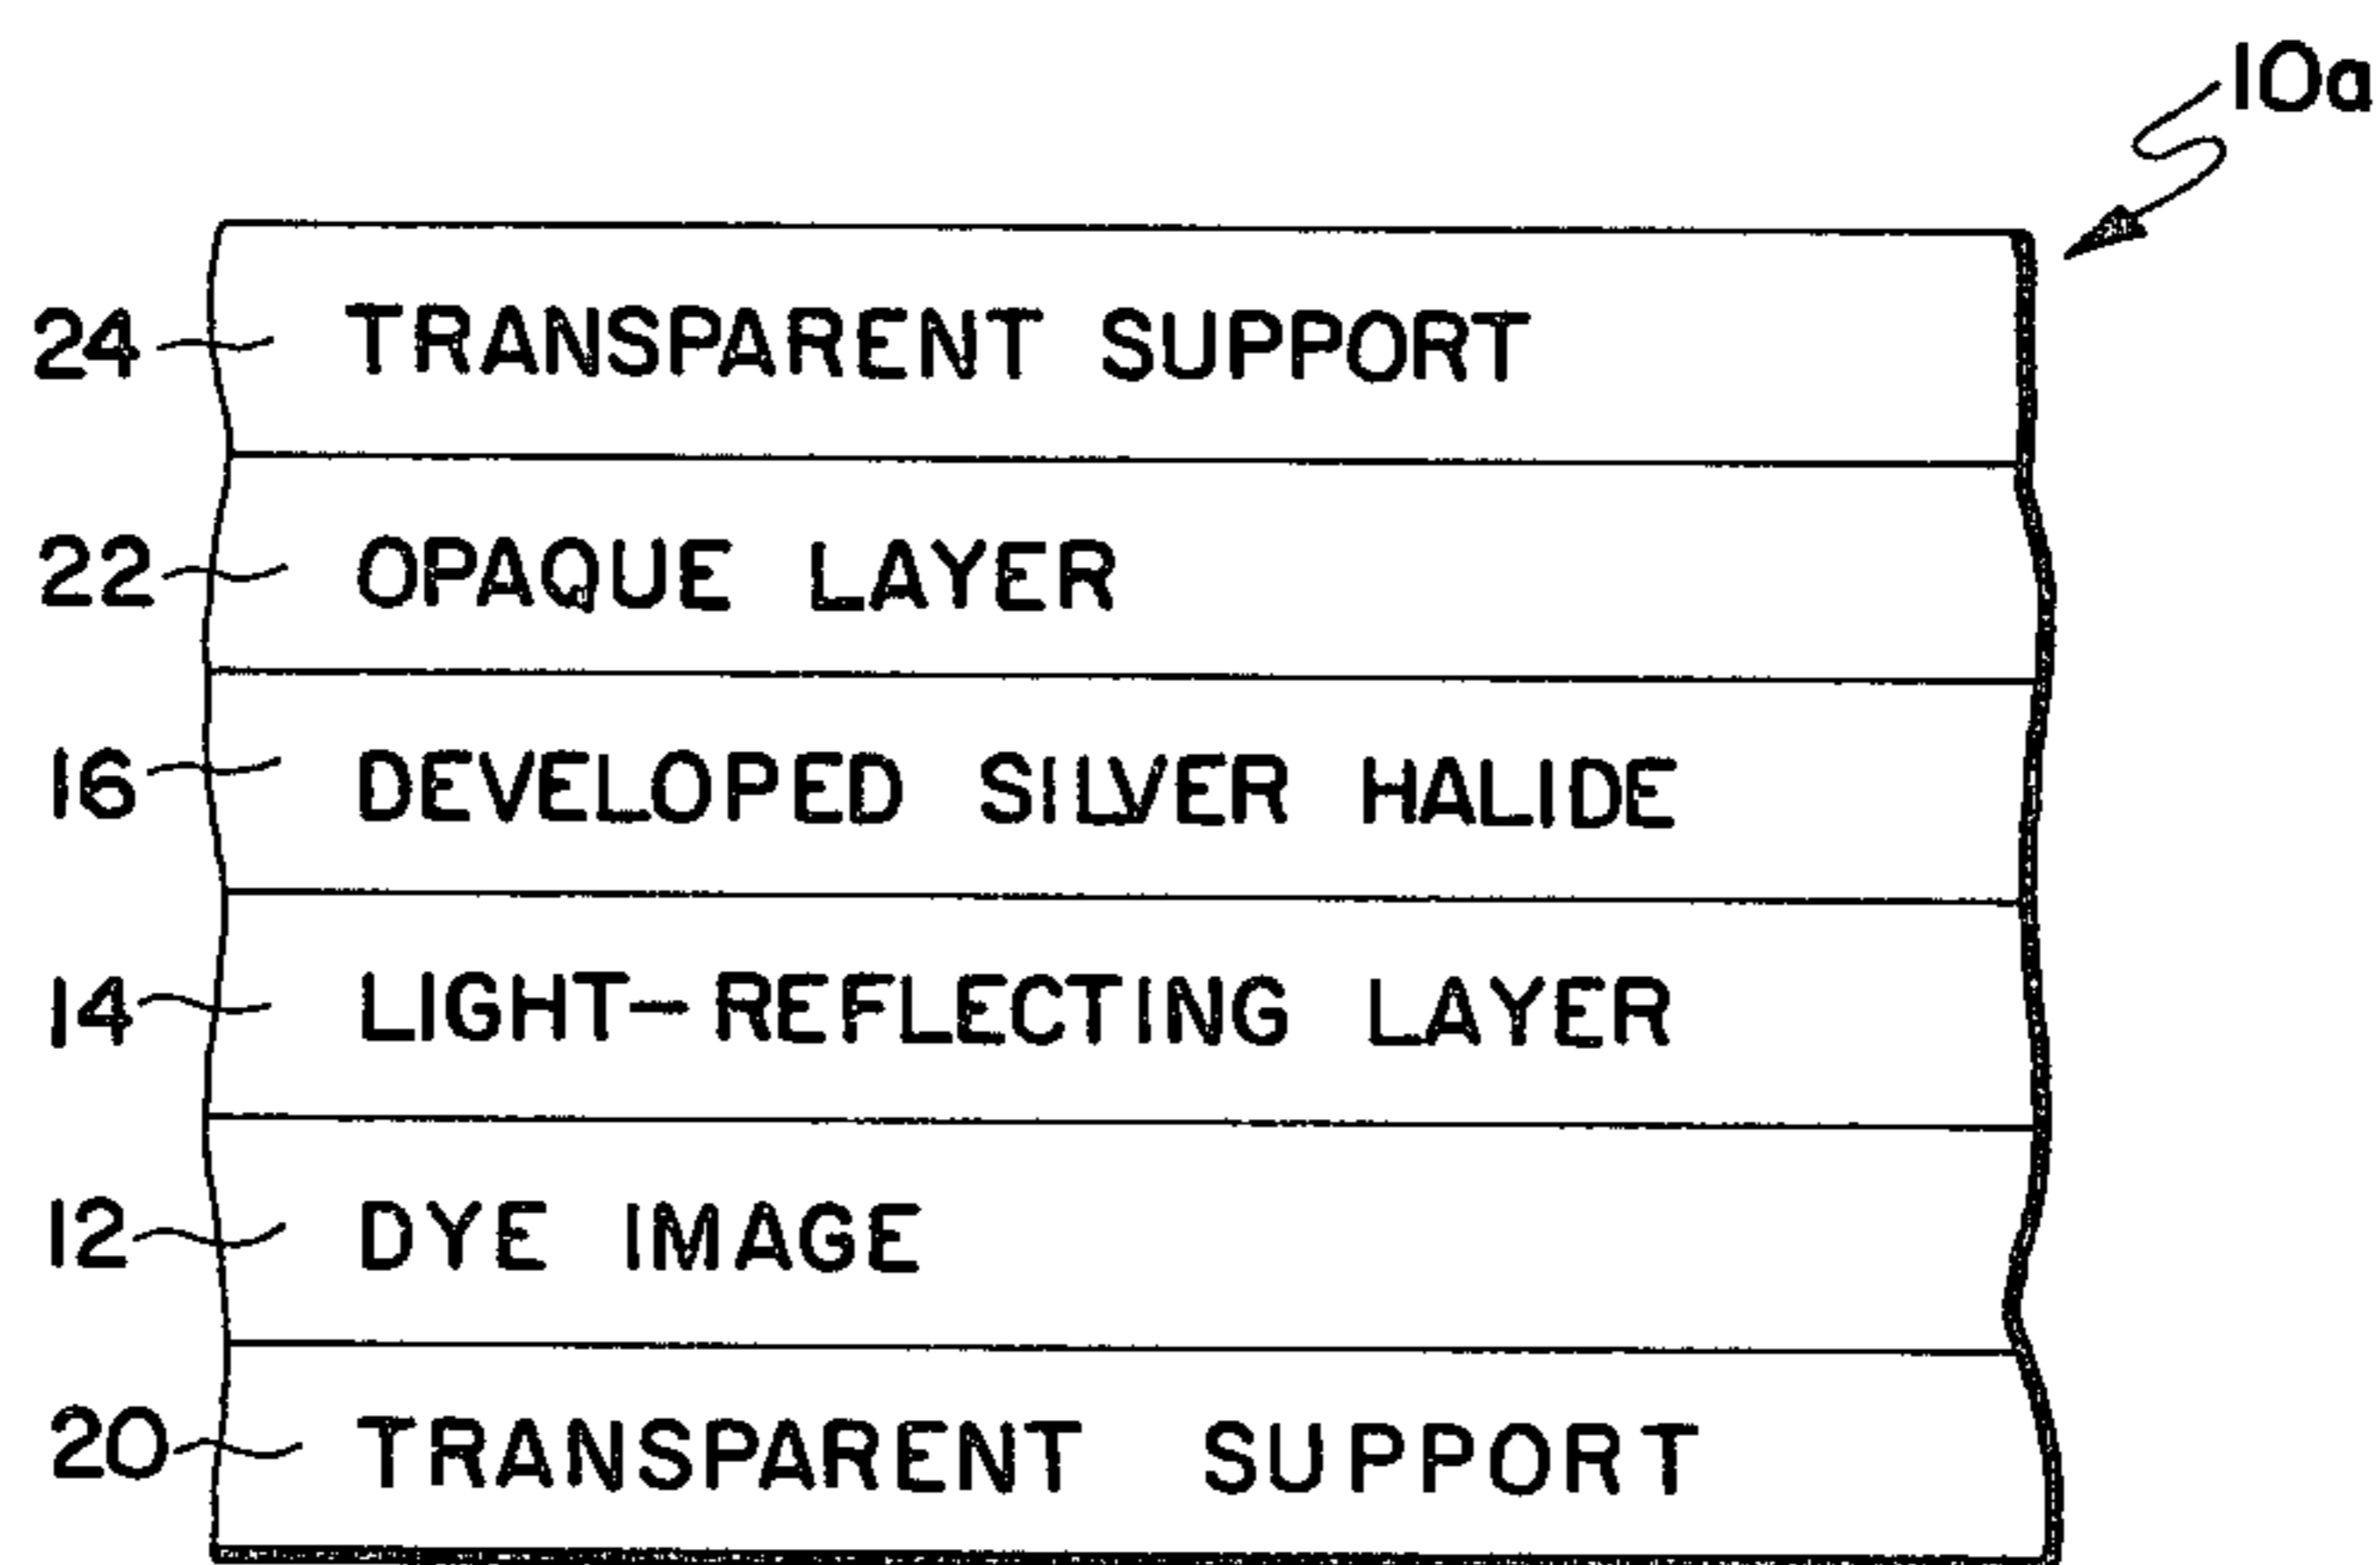 10a
24 TRANSPARENT SUPPORT
22 OPAQUE LAYER
16 DEVELOPED SILVER HALIDE
14 LIGHT-REFLECTING LAYER
12 DYE IMAGE
20 TRANSPARENT SUPPORT